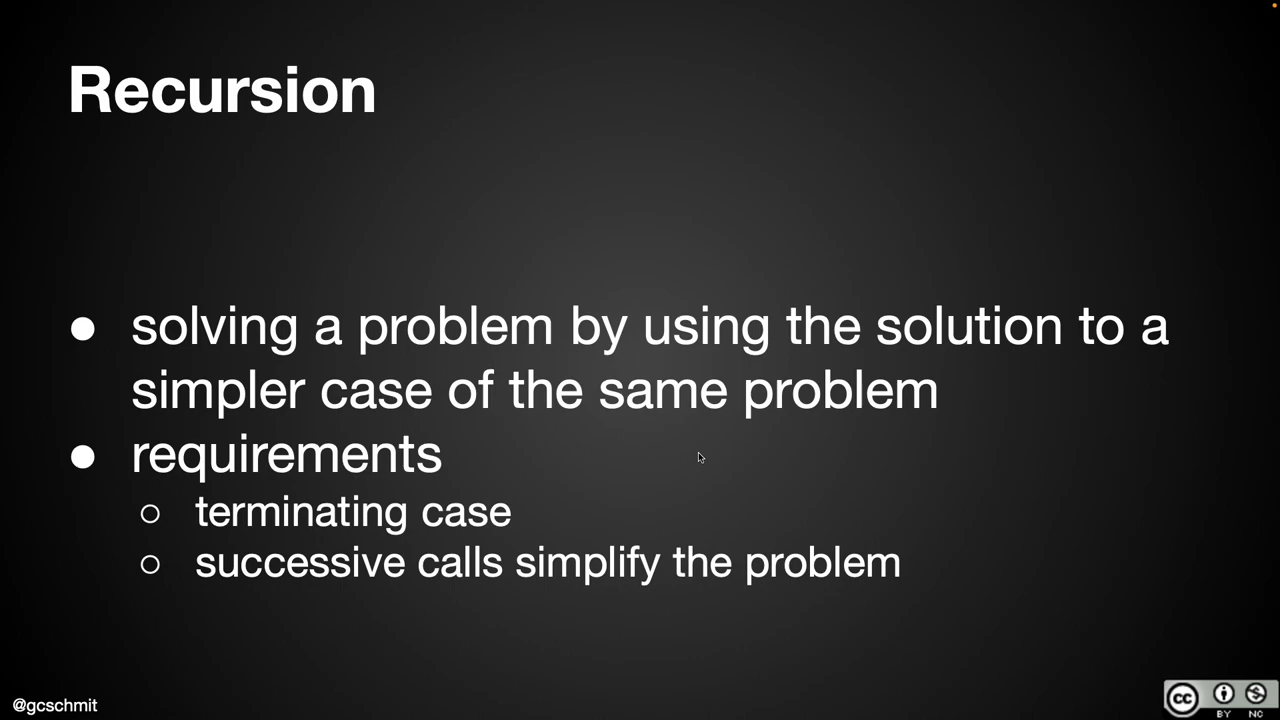 Recursion
● solving a problem by using the solution to a
simpler case of the same problem
● requirements
○ terminating case
○ successive calls simplify the problem
@gcschmit
cc
BY NC